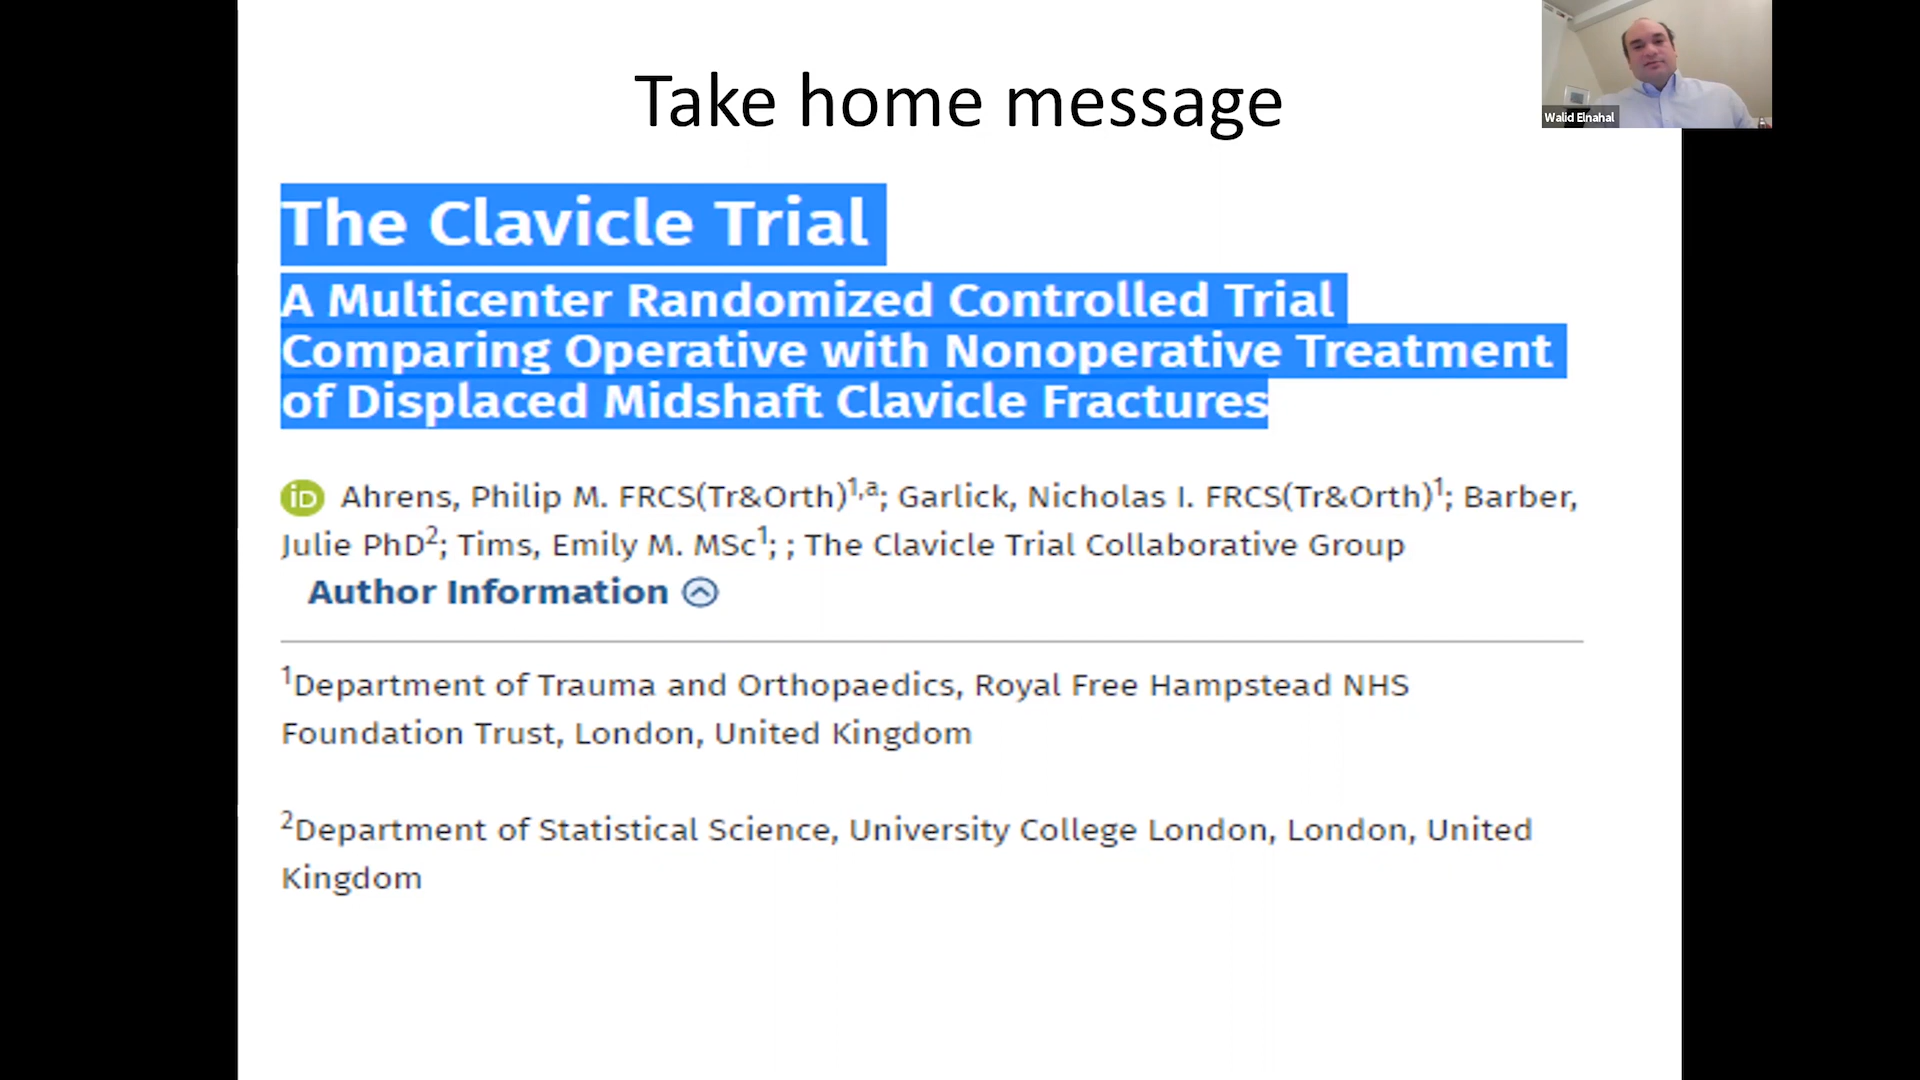 Take home message
Walid Elnahal
The Clavicle Trial
A Multicenter Randomized Controlled Trial
Comparing Operative with Nonoperative Treatment
of Displaced Midshaft Clavicle Fractures
iD Ahrens, Philip M. FRCS(Tr&Orth)1,a; Garlick, Nicholas I. FRCS(Tr&Orth)1; Barber,
Julie PhD2; Tims, Emily M. MSc1; ; The Clavicle Trial Collaborative Group
Author Information
1Department of Trauma and Orthopaedics, Royal Free Hampstead NHS
Foundation Trust, London, United Kingdom
2Department of Statistical Science, University College London, London, United
Kingdom